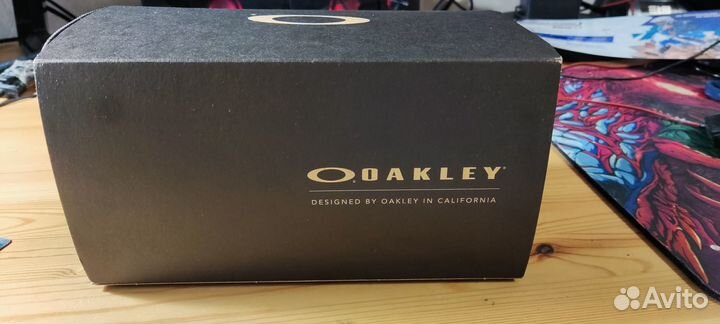 OAKLEY
DESIGNED BY OAKLEY IN CALIFORNIA
Avito